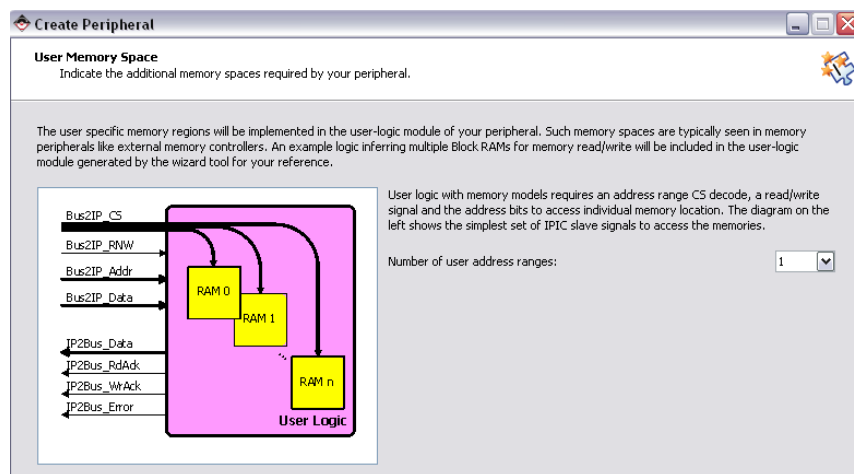 Create Peripheral
User Memory Space
Indicate the additional memory spaces required by your peripheral.
The user specific memory regions will be implemented in the user-logic module of your peripheral. Such memory spaces are typically seen in memory
peripherals like external memory controllers. An example logic inferring multiple Block RAMs for memory read/write will be included in the user-logic
module generated by the wizard tool for your reference.
Bus2IP_CS
Bus2IP_RNW
Bus2IP_Addr
Bus2IP_Data
IP2Bus_Data
IP2Bus_RdAck
IP2Bus_WrAck
IP2Bus_Error
RAM 0
RAM 1
RAM n
User Logic
User logic with memory models requires an address range CS decode, a read/write
signal and the address bits to access individual memory location. The diagram on the
left shows the simplest set of IPIC slave signals to access the memories.
Number of user address ranges: 1